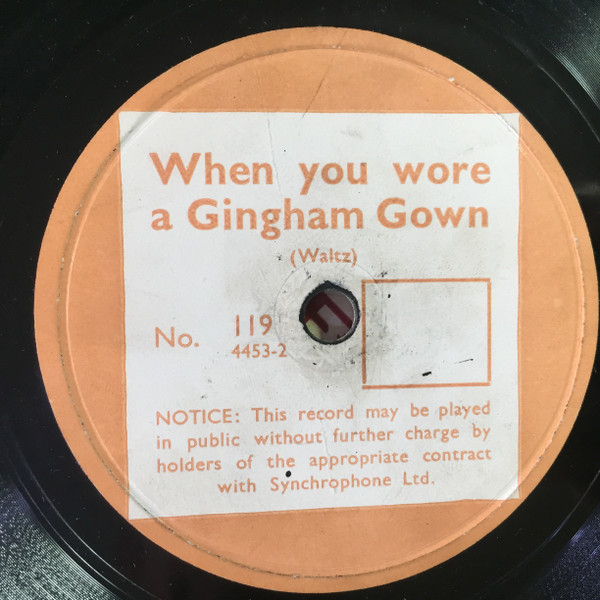 When you wore
a Gingham Gown
(Waltz)
No. 119
4453-2
NOTICE: This record may be played
in public without further charge by
holders of the appropriate contract
with Synchrophone Ltd.